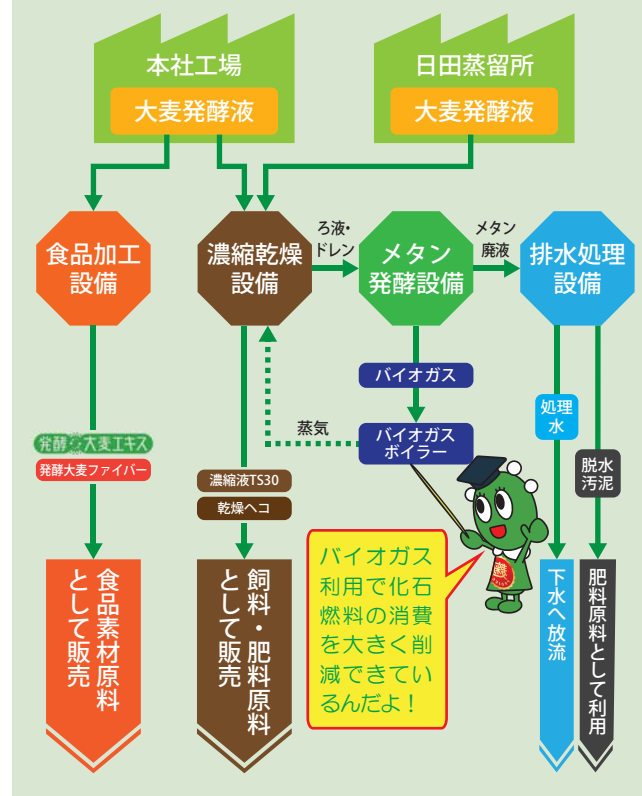 本社工場
大麦発酵液
日田蒸留所
大麦発酵液
食品加工
設備
濃縮乾燥
設備
ろ液・
ドレン
メタン
発酵設備
メタン
廃液
排水処理
設備
バイオガス
バイオガス
ボイラー
蒸気
処理
水
脱水
汚泥
発酵大麦エキス
発酵大麦ファイバー
濃縮液TS30
乾燥ヘコ
バイオガス
利用で化石
燃料の消費
を大きく削
減できてい
るんだよ！
食品素材原料
として販売
飼料・肥料原料
として販売
下水へ放流
肥料原料として利用